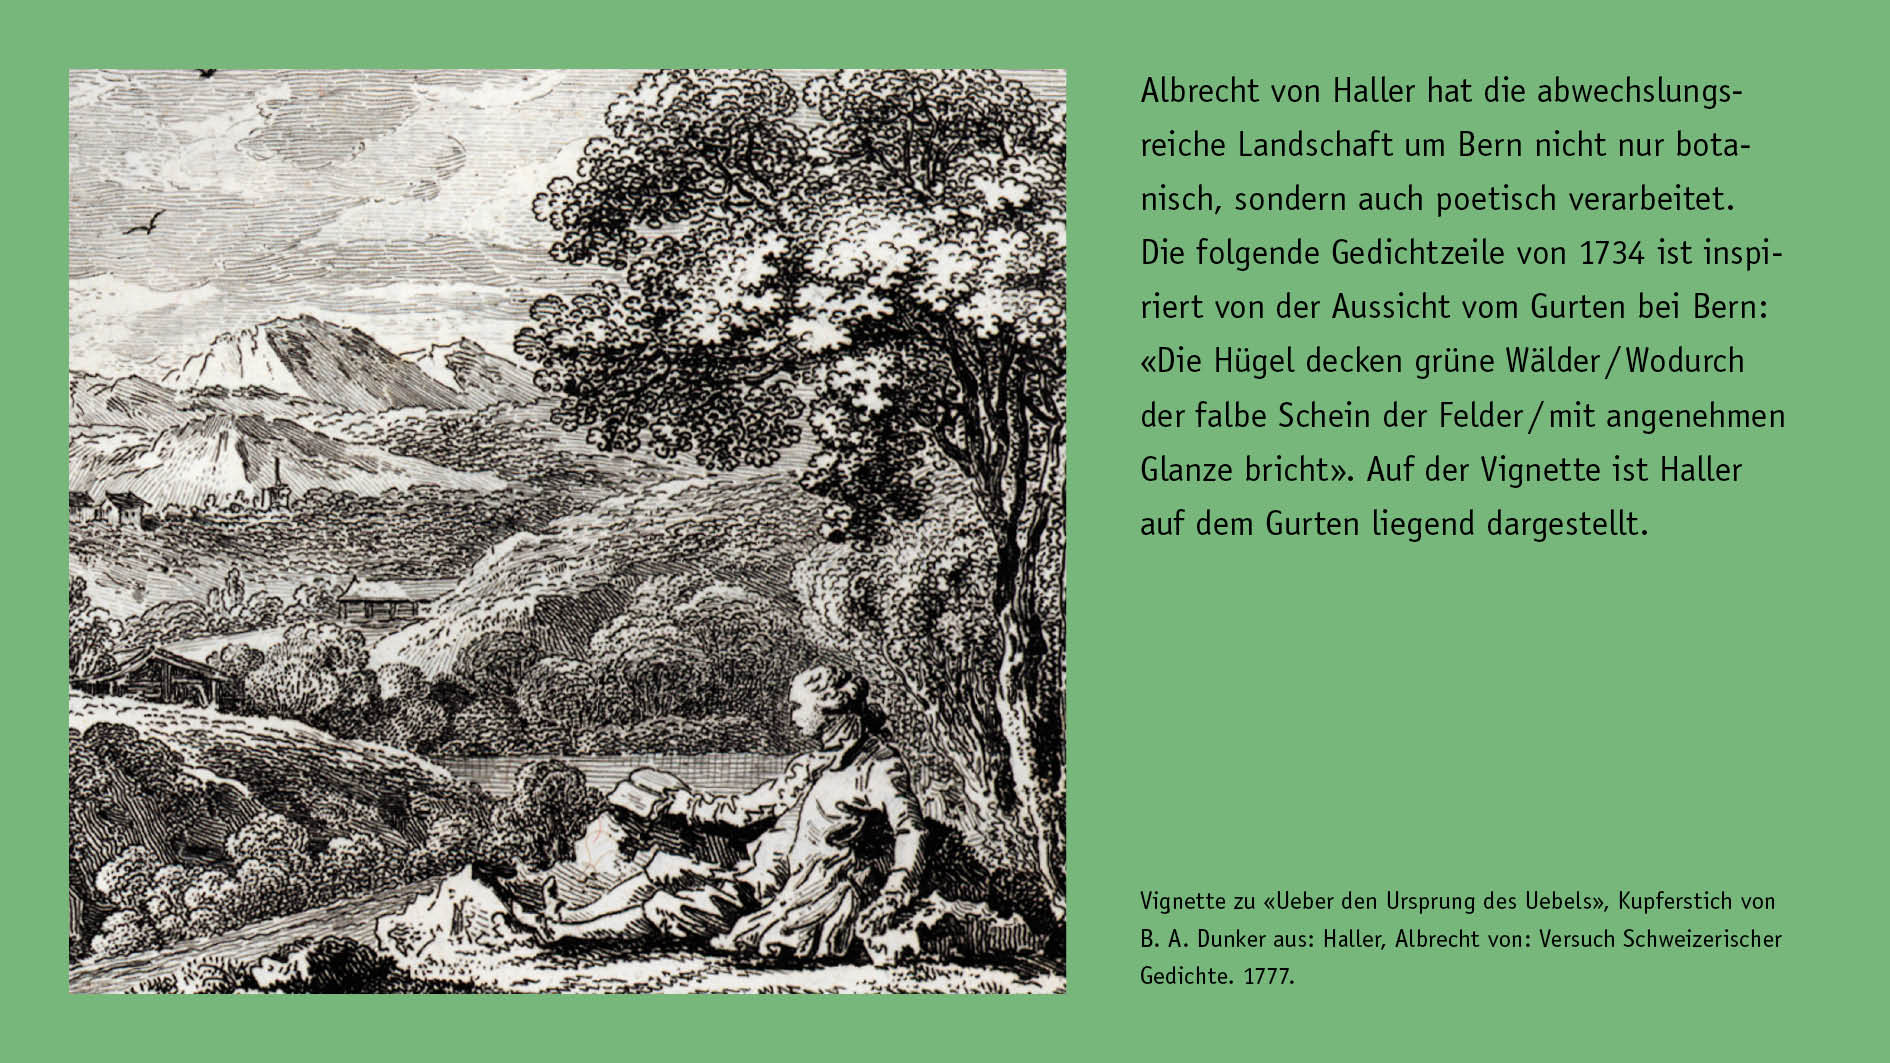 Albrecht von Haller hat die abwechslungs-
reiche Landschaft um Bern nicht nur bota-
nisch, sondern auch poetisch verarbeitet.
Die folgende Gedichtzeile von 1734 ist inspi-
riert von der Aussicht vom Gurten bei Bern:
«Die Hügel decken grüne Wälder / Wodurch
der falbe Schein der Felder / mit angenehmen
Glanze bricht». Auf der Vignette ist Haller
auf dem Gurten liegend dargestellt.
Vignette zu «Ueber den Ursprung des Uebels», Kupferstich von
B. A. Dunker aus: Haller, Albrecht von: Versuch Schweizerischer
Gedichte. 1777.